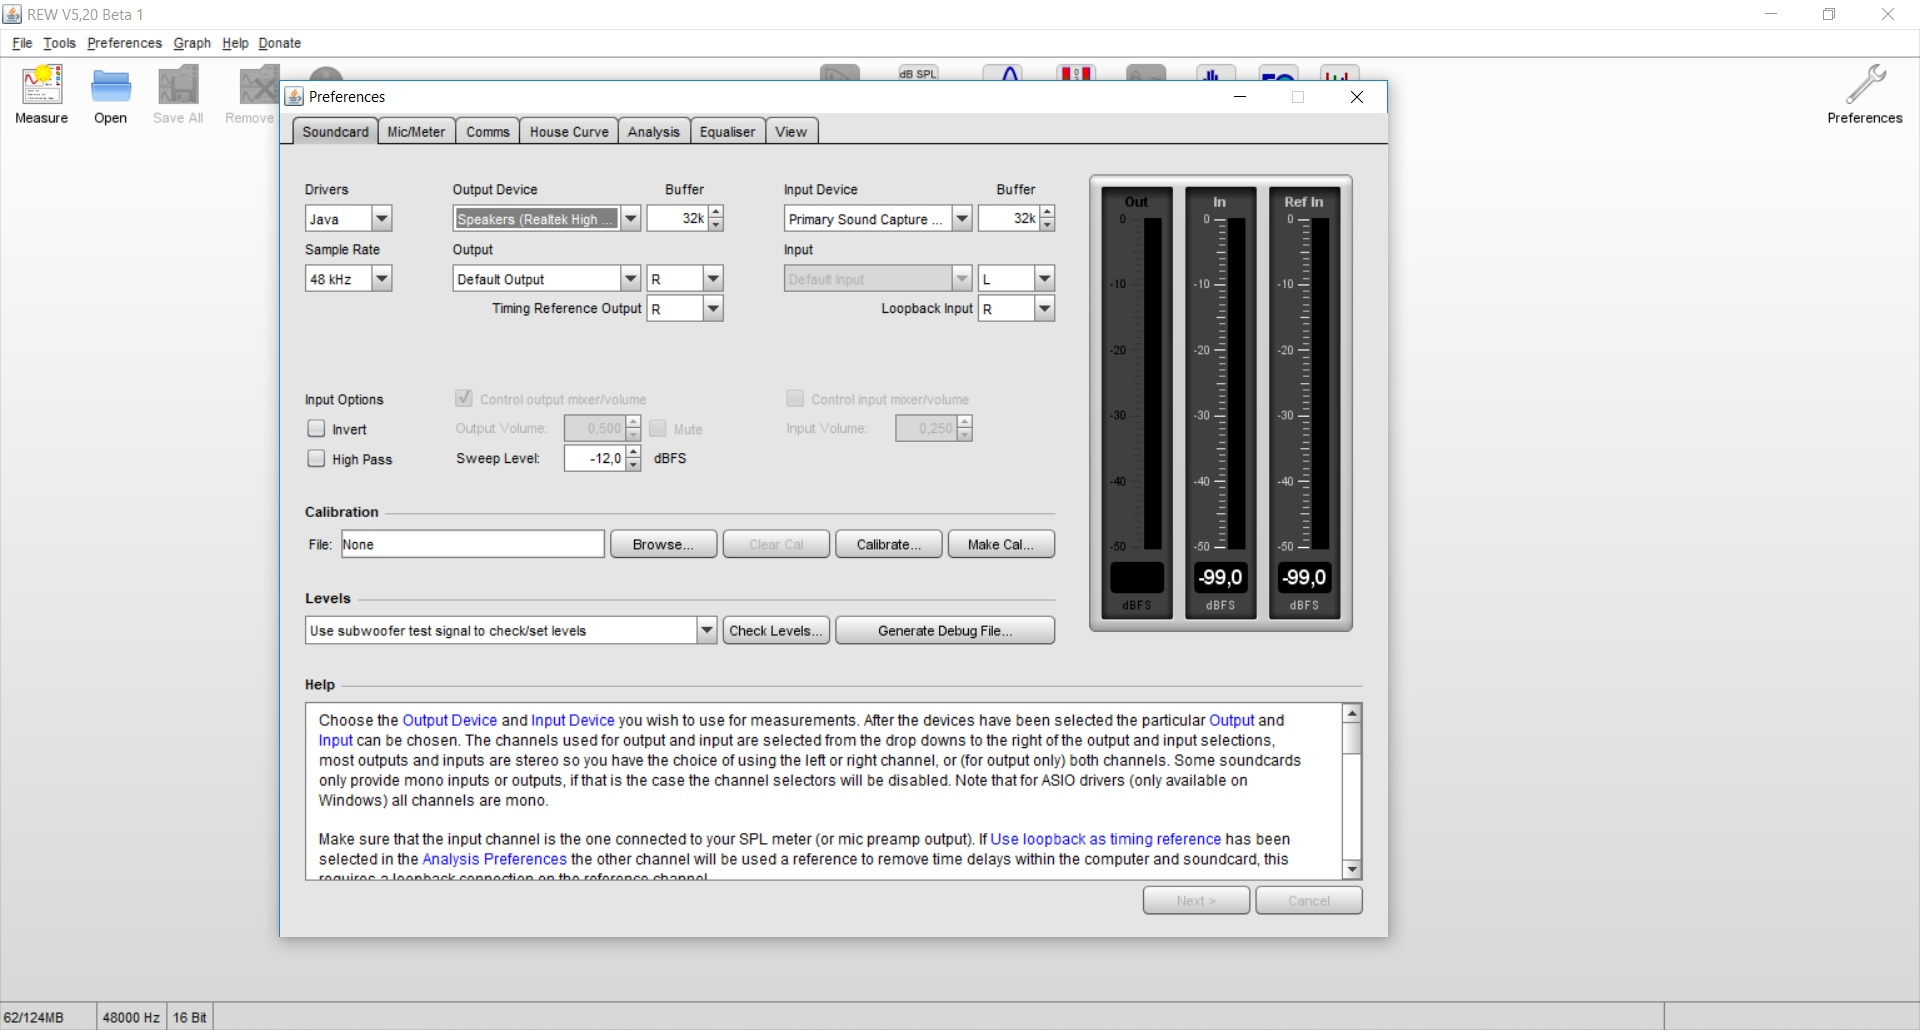 REW V5,20 Beta 1
File Tools Preferences Graph Help Donate
Measure Open Save All Remove
dB SPL
Preferences
Preferences
Soundcard Mic/Meter Comms House Curve Analysis Equaliser View
Drivers Output Device Buffer Input Device Buffer
Java Speakers (Realtek High ... 32k Primary Sound Capture ... 32k
Sample Rate Output Input
48 kHz Default Output R Default Input L
Timing Reference Output R Loopback Input R
Out In Ref In
0 0 0
-10 -10 -10
-20 -20 -20
-30 -30 -30
-40 -40 -40
-50 -50 -50
-99,0 -99,0
dBFS dBFS dBFS
Input Options Control output mixer/volume Control input mixer/volume
Invert Output Volume: 0,500 Mute Input Volume: 0,250
High Pass Sweep Level: -12,0 dBFS
Calibration
File: None Browse... Clear Cal Calibrate... Make Cal...
Levels
Use subwoofer test signal to check/set levels Check Levels... Generate Debug File...
Help
Choose the Output Device and Input Device you wish to use for measurements. After the devices have been selected the particular Output and
Input can be chosen. The channels used for output and input are selected from the drop downs to the right of the output and input selections,
most outputs and inputs are stereo so you have the choice of using the left or right channel, or (for output only) both channels. Some soundcards
only provide mono inputs or outputs, if that is the case the channel selectors will be disabled. Note that for ASIO drivers (only available on
Windows) all channels are mono.
Make sure that the input channel is the one connected to your SPL meter (or mic preamp output). If Use loopback as timing reference has been
selected in the Analysis Preferences the other channel will be used a reference to remove time delays within the computer and soundcard, this
requires a loopback connection on the reference channel
Next > Cancel
62/124MB 48000 Hz 16 Bit